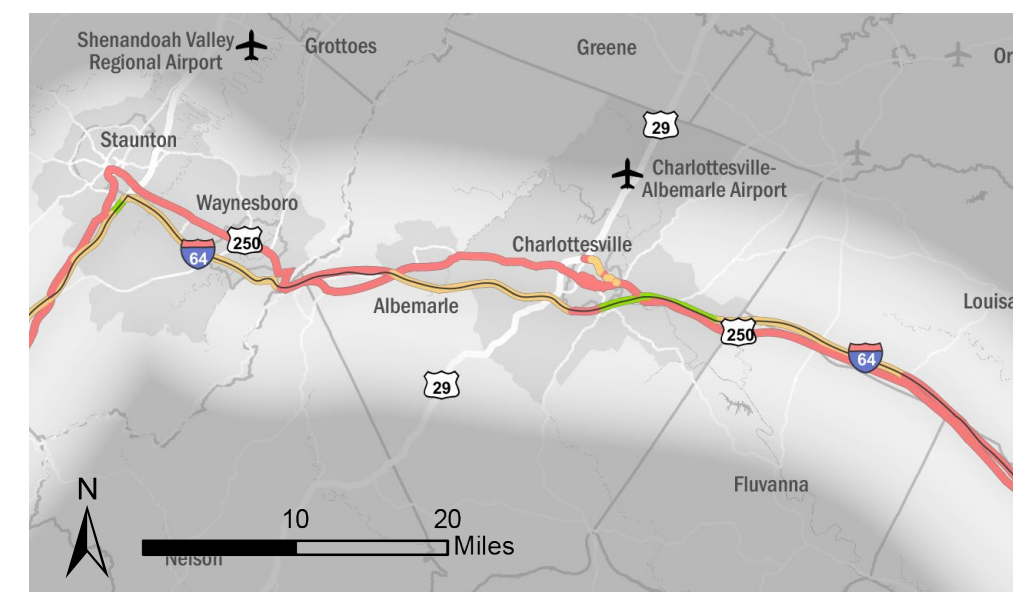 Shenandoah Valley
Regional Airport
Grottoes
Greene
Or
29
Staunton
Charlottesville-
Albemarle Airport
Waynesboro
250
64
Charlottesville
Albemarle
Louisa
250
64
29
Fluvanna
N
10
20
Miles
Nelson